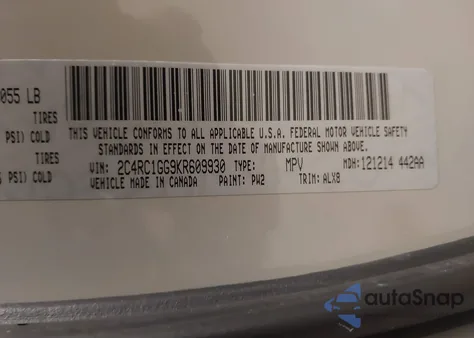 055 LB
TIRES
PSI) COLD
TIRES
PSI) COLD
THIS VEHICLE CONFORMS TO ALL APPLICABLE U.S.A. FEDERAL MOTOR VEHICLE SAFETY
STANDARDS IN EFFECT ON THE DATE OF MANUFACTURE SHOWN ABOVE.
VIN: 2C4RC1GG9KR609930 TYPE: MPV MDH:121214 442AA
VEHICLE MADE IN CANADA PAINT: PW2 TRIM: ALX8
autoSnap